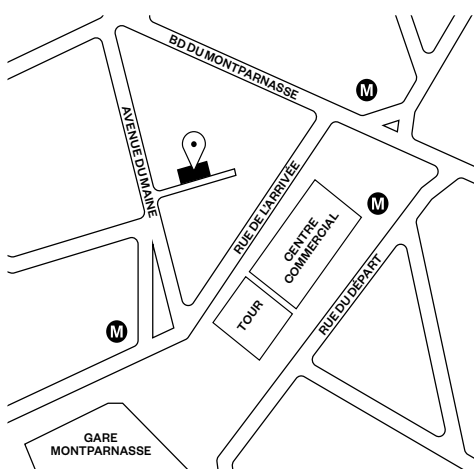 BD DU MONTPARNASSE
M
AVENUE DU MAINE
RUE DE L'ARRIVÉE
M
CENTRE
COMMERCIAL
RUE DU DÉPART
TOUR
M
GARE
MONTPARNASSE